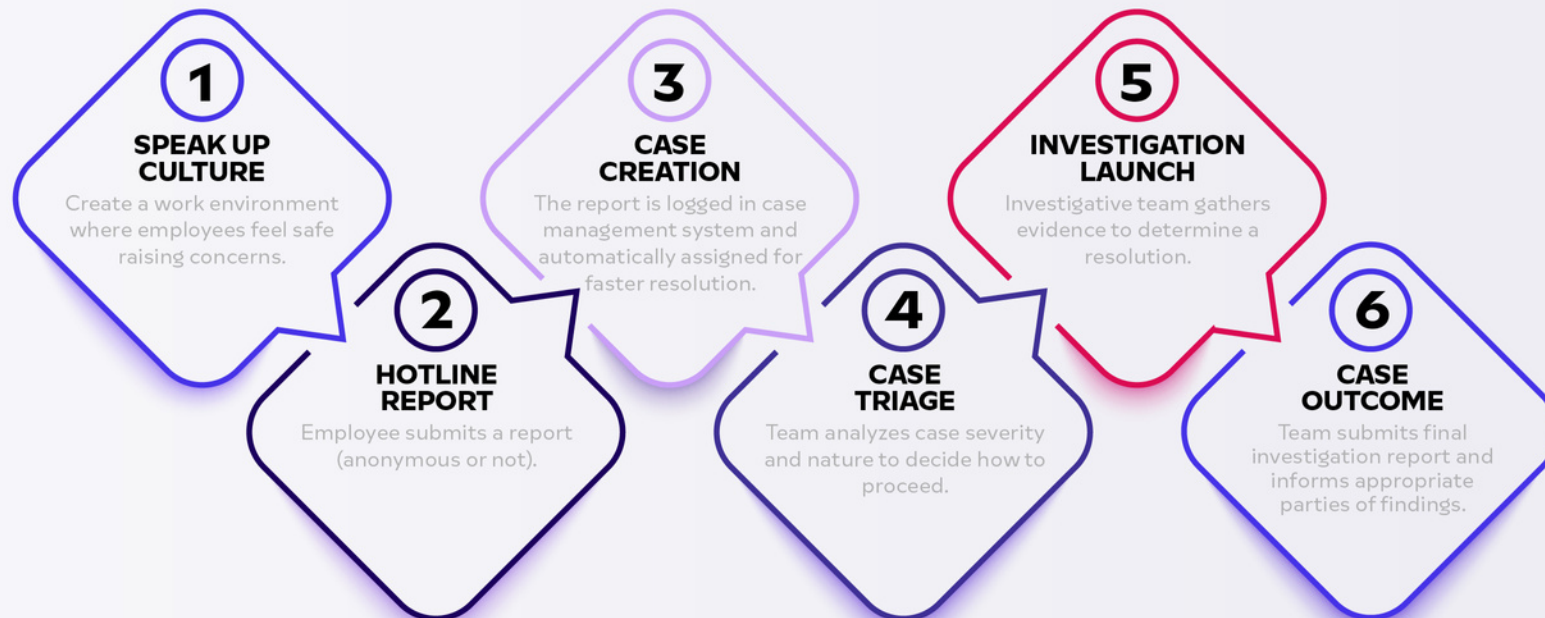 1
SPEAK UP
CULTURE
Create a work environment
where employees feel safe
raising concerns.
2
HOTLINE
REPORT
Employee submits a report
(anonymous or not).
3
CASE
CREATION
The report is logged in case
management system and
automatically assigned for
faster resolution.
4
CASE
TRIAGE
Team analyzes case severity
and nature to decide how to
proceed.
5
INVESTIGATION
LAUNCH
Investigative team gathers
evidence to determine a
resolution.
6
CASE
OUTCOME
Team submits final
investigation report and
informs appropriate
parties of findings.